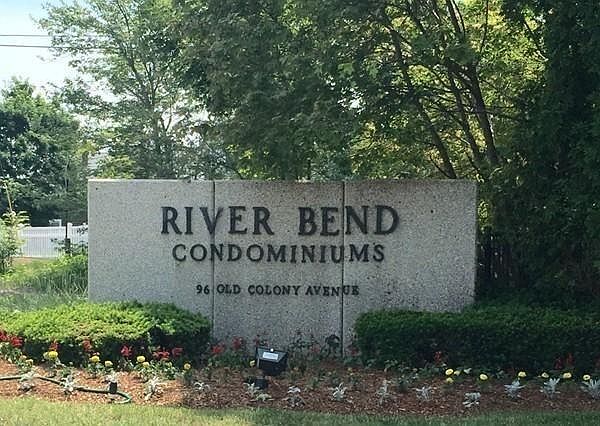 RIVER BEND
CONDOMINIUMS
96 OLD COLONY AVENUE